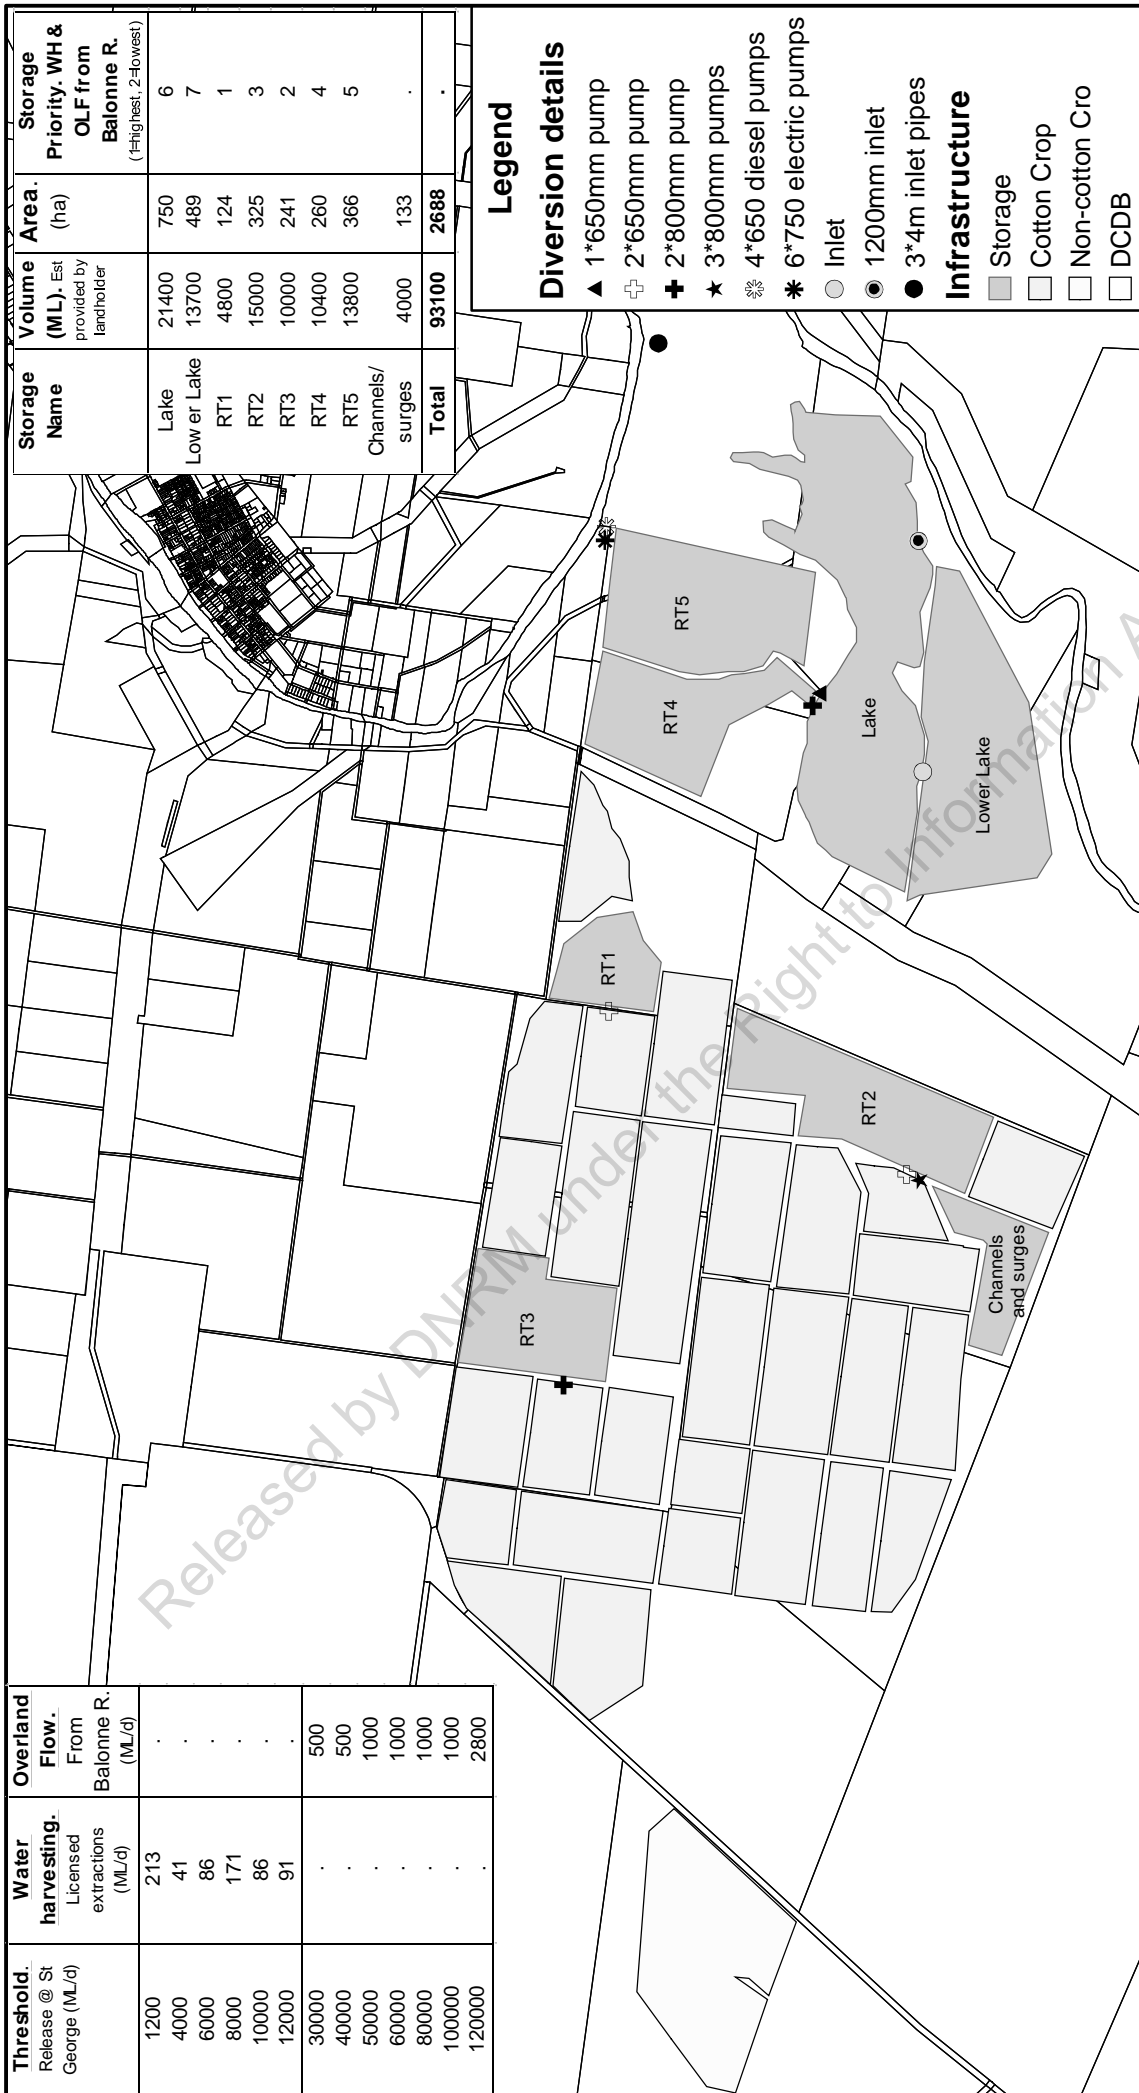 Threshold.
Release @ St
George (ML/d)
Water
harvesting.
Licensed
extractions
(ML/d)
Overland
Flow.
From
Balonne R.
(ML/d)
1200 213 .
4000 41 .
6000 86 .
8000 171 .
10000 86 .
12000 91 .
30000 . 500
40000 . 500
50000 . 1000
60000 . 1000
80000 . 1000
100000 . 1000
120000 . 2800
Storage
Name
Volume
(ML). Est
provided by
landholder
Area.
(ha)
Storage
Priority. WH &
OLF from
Balonne R.
(1=highest, 2=lowest)
Lake 21400 750 6
Lower Lake 13700 489 7
RT1 4800 124 1
RT2 15000 325 3
RT3 10000 241 2
RT4 10400 260 4
RT5 13800 366 5
Channels/
surges 4000 133 .
Total 93100 2688 .
RT3
RT1
RT4
RT5
RT2
Lake
Lower Lake
Channels
and surges
Legend
Diversion details
1*650mm pump
2*650mm pump
2*800mm pump
3*800mm pumps
4*650 diesel pumps
6*750 electric pumps
Inlet
1200mm inlet
3*4m inlet pipes
Infrastructure
Storage
Cotton Crop
Non-cotton Cro
DCDB
Released by DNRM under the Right to Information A